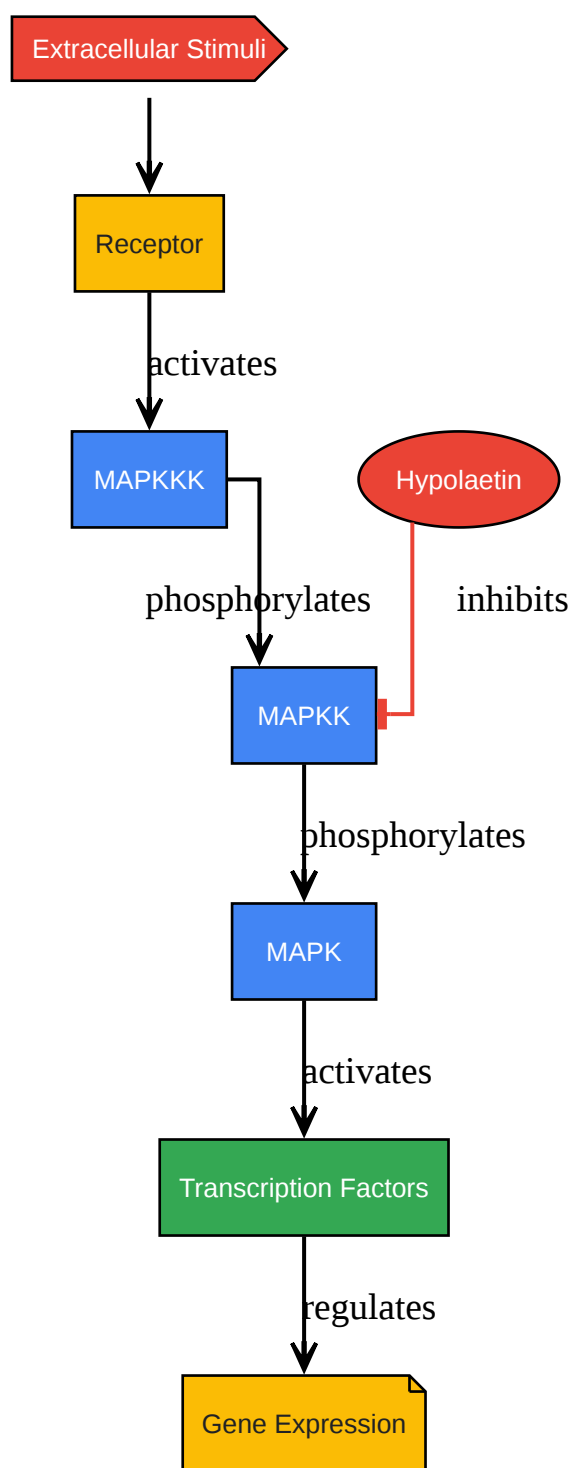 Extracellular Stimuli
Receptor
activates
MAPKKK
Hypolaetin
phosphorylates
inhibits
MAPKK
phosphorylates
MAPK
activates
Transcription Factors
regulates
Gene Expression